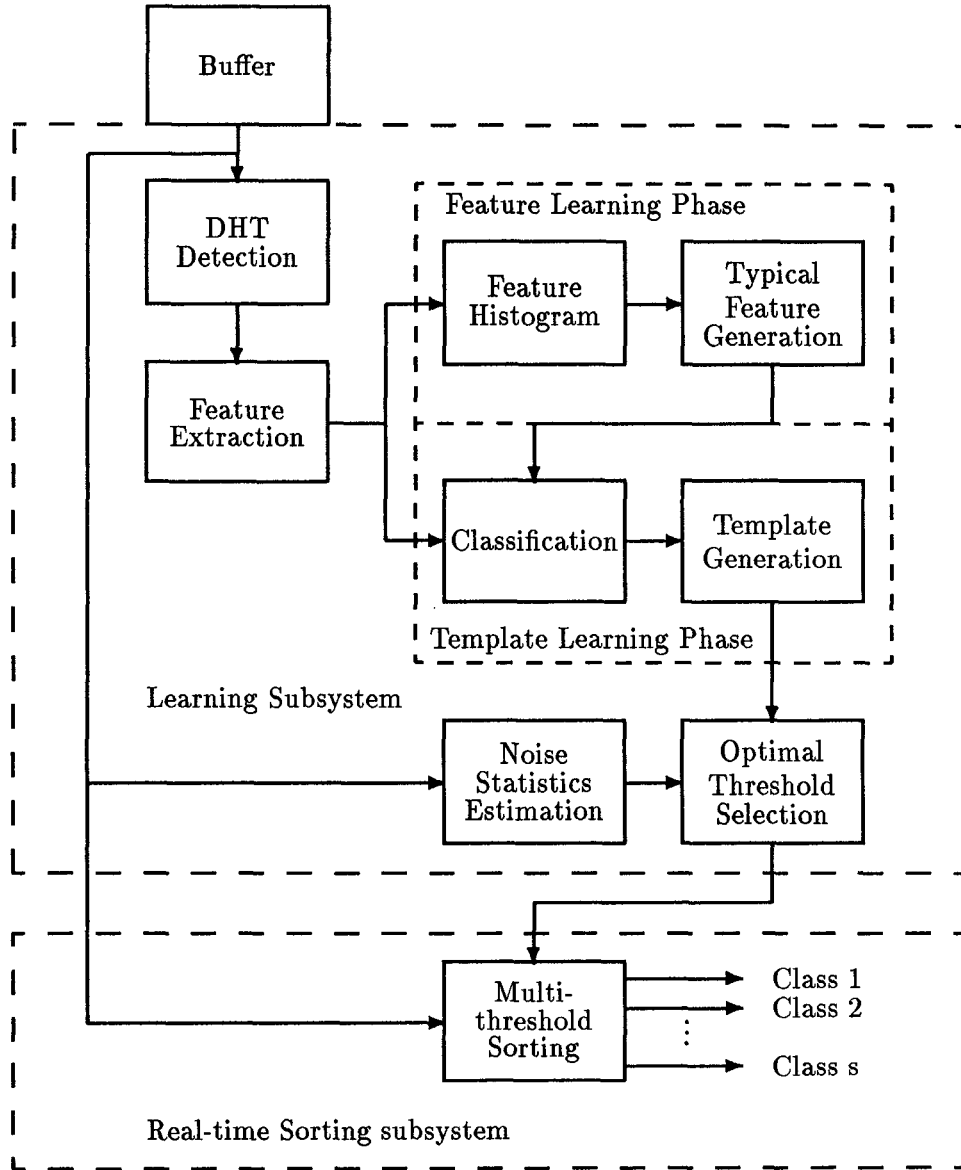 Buffer
DHT
Detection
Feature
Extraction
Feature Learning Phase
Feature
Histogram
Typical
Feature
Generation
Classification
Template
Generation
Template Learning Phase
Learning Subsystem
Noise
Statistics
Estimation
Optimal
Threshold
Selection
Multi-
threshold
Sorting
Class 1
Class 2
⋮
Class s
Real-time Sorting subsystem